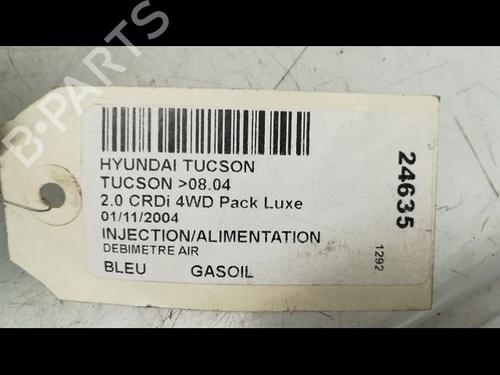 B-PARTS
HYUNDAI TUCSON
TUCSON >08.04
2.0 CRDi 4WD Pack Luxe
01/11/2004
INJECTION/ALIMENTATION
DEBIMETRE AIR
BLEU GASOIL
24635
1292